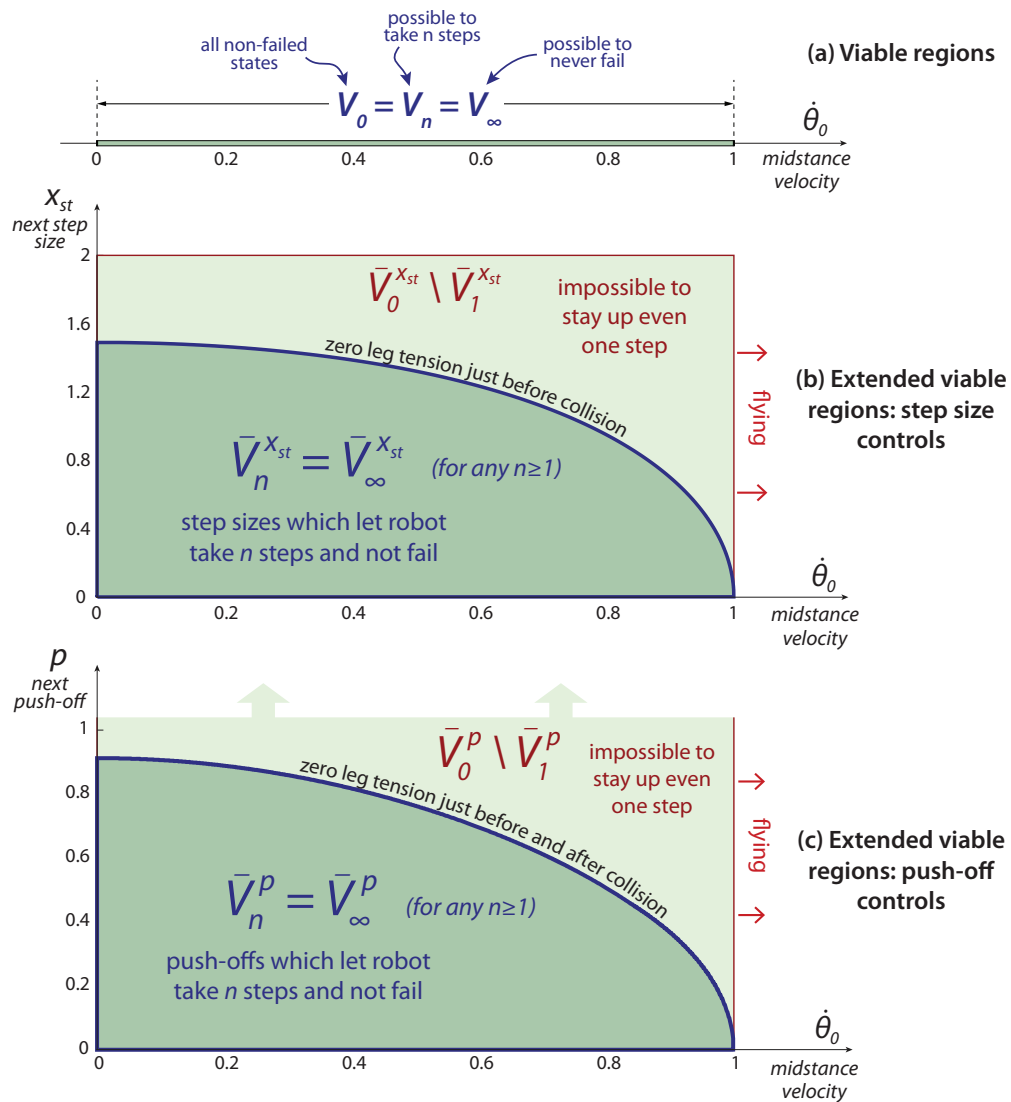 possible to
take n steps
all non-failed
states
possible to
never fail
(a) Viable regions
V₀ = Vₙ = V∞
θ̇₀
0 0.2 0.4 0.6 0.8 1
midstance
velocity
xₛₜ
next step
size
2
1.6
1.2
0.8
0.4
0
V̄₀^{xₛₜ} \ V̄₁^{xₛₜ}
impossible to
stay up even
one step
zero leg tension just before collision
flying
(b) Extended viable
regions: step size
controls
V̄ₙ^{xₛₜ} = V̄∞^{xₛₜ} (for any n≥1)
step sizes which let robot
take n steps and not fail
θ̇₀
0 0.2 0.4 0.6 0.8 1
midstance
velocity
p
next
push-off
1
0.8
0.6
0.4
0.2
0
V̄₀^p \ V̄₁^p
impossible to
stay up even
one step
zero leg tension just before and after collision
flying
(c) Extended viable
regions: push-off
controls
V̄ₙ^p = V̄∞^p (for any n≥1)
push-offs which let robot
take n steps and not fail
θ̇₀
0 0.2 0.4 0.6 0.8 1
midstance
velocity